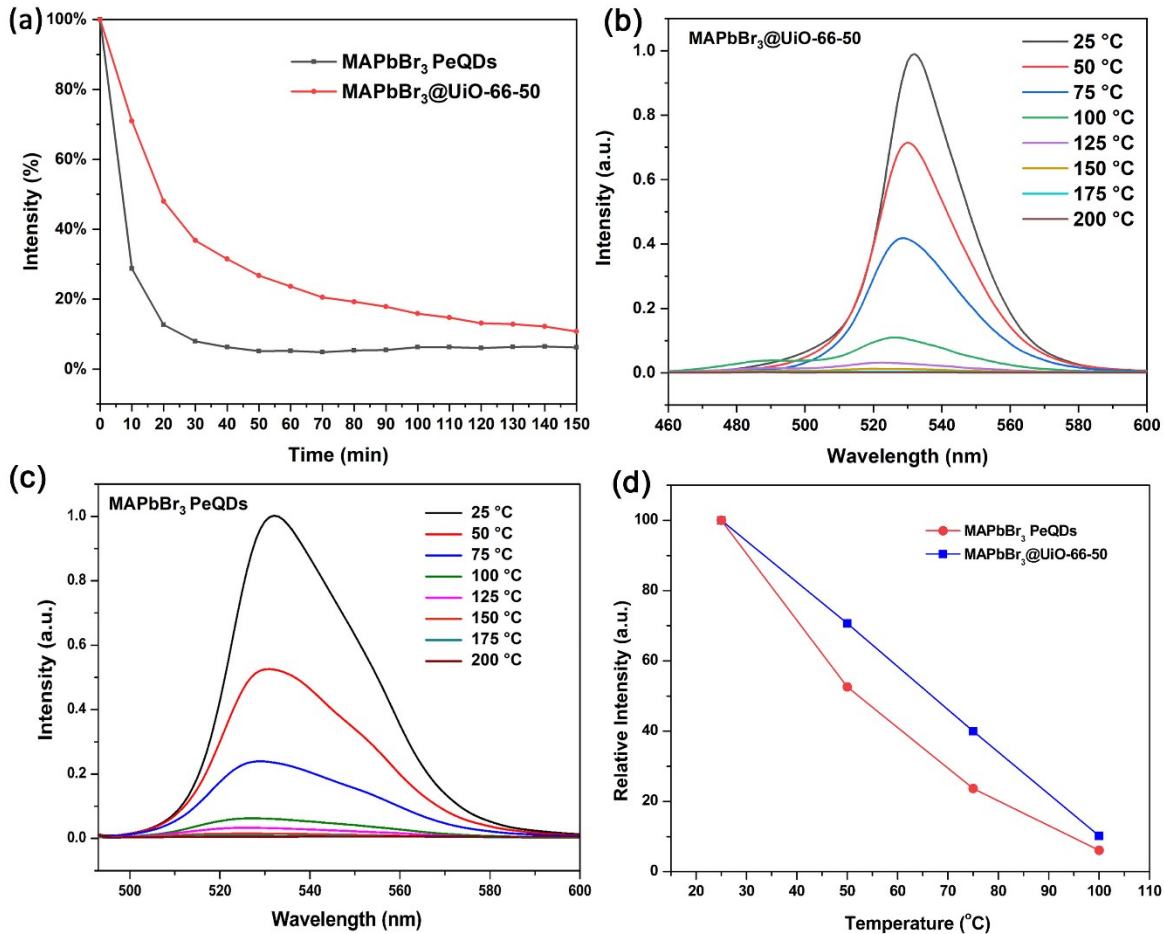 (a)
100%
80%
60%
40%
20%
0%
Intensity (%)
MAPbBr₃ PeQDs
MAPbBr₃@UiO-66-50
0 10 20 30 40 50 60 70 80 90 100 110 120 130 140 150
Time (min)
(b)
MAPbBr₃@UiO-66-50
1.0
0.8
0.6
0.4
0.2
0.0
Intensity (a.u.)
25 °C
50 °C
75 °C
100 °C
125 °C
150 °C
175 °C
200 °C
460 480 500 520 540 560 580 600
Wavelength (nm)
(c)
MAPbBr₃ PeQDs
1.0
0.8
0.6
0.4
0.2
0.0
Intensity (a.u.)
25 °C
50 °C
75 °C
100 °C
125 °C
150 °C
175 °C
200 °C
500 520 540 560 580 600
Wavelength (nm)
(d)
100
80
60
40
20
0
Relative Intensity (a.u.)
MAPbBr₃ PeQDs
MAPbBr₃@UiO-66-50
20 30 40 50 60 70 80 90 100 110
Temperature (°C)